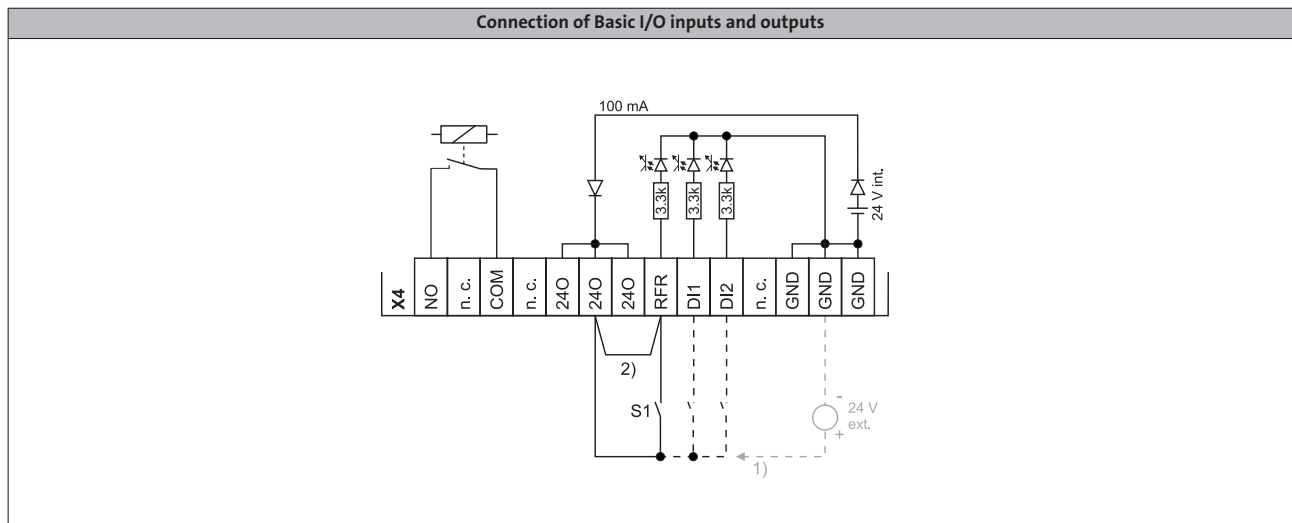 Connection of Basic I/O inputs and outputs
100 mA
3.3k
3.3k
3.3k
24 V int.
X4
NO
n. c.
COM
n. c.
24O
24O
24O
RFR
DI1
DI2
n. c.
GND
GND
GND
2)
S1
-
24 V
ext.
+
1)